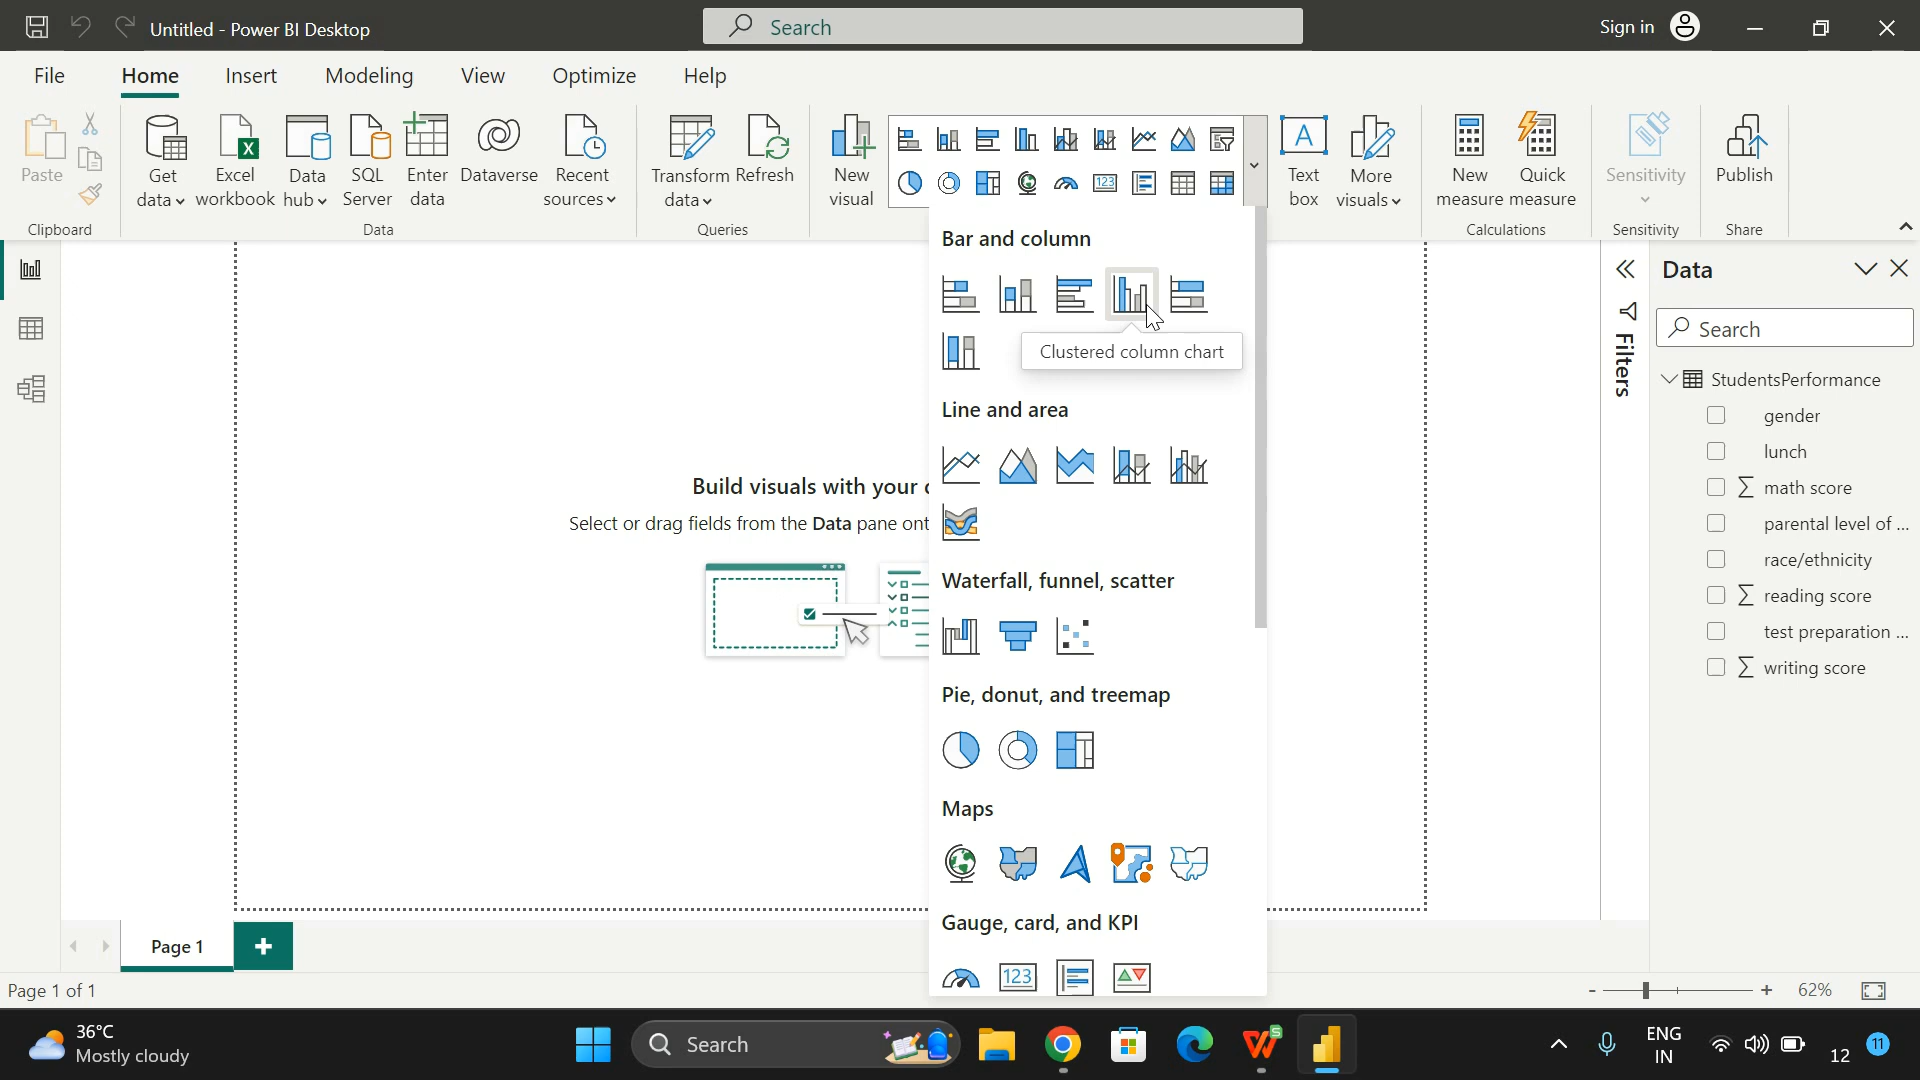 Untitled - Power BI Desktop
Search
Sign in
File
Home
Insert
Modeling
View
Optimize
Help
Paste
Clipboard
Get data
Excel workbook
Data hub
SQL Server
Enter data
Dataverse
Recent sources
Data
Transform data
Refresh
Queries
New visual
123
A
Text box
More visuals
New measure
Quick measure
Calculations
Sensitivity
Sensitivity
Publish
Share
Bar and column
Clustered column chart
Line and area
Waterfall, funnel, scatter
Pie, donut, and treemap
Maps
Gauge, card, and KPI
123
Build visuals with your
Select or drag fields from the Data pane ont
Filters
Data
Search
StudentsPerformance
gender
lunch
∑ math score
parental level of ...
race/ethnicity
∑ reading score
test preparation ...
∑ writing score
Page 1
Page 1 of 1
- + 62%
36°C
Mostly cloudy
Search
ENG
IN
12
11